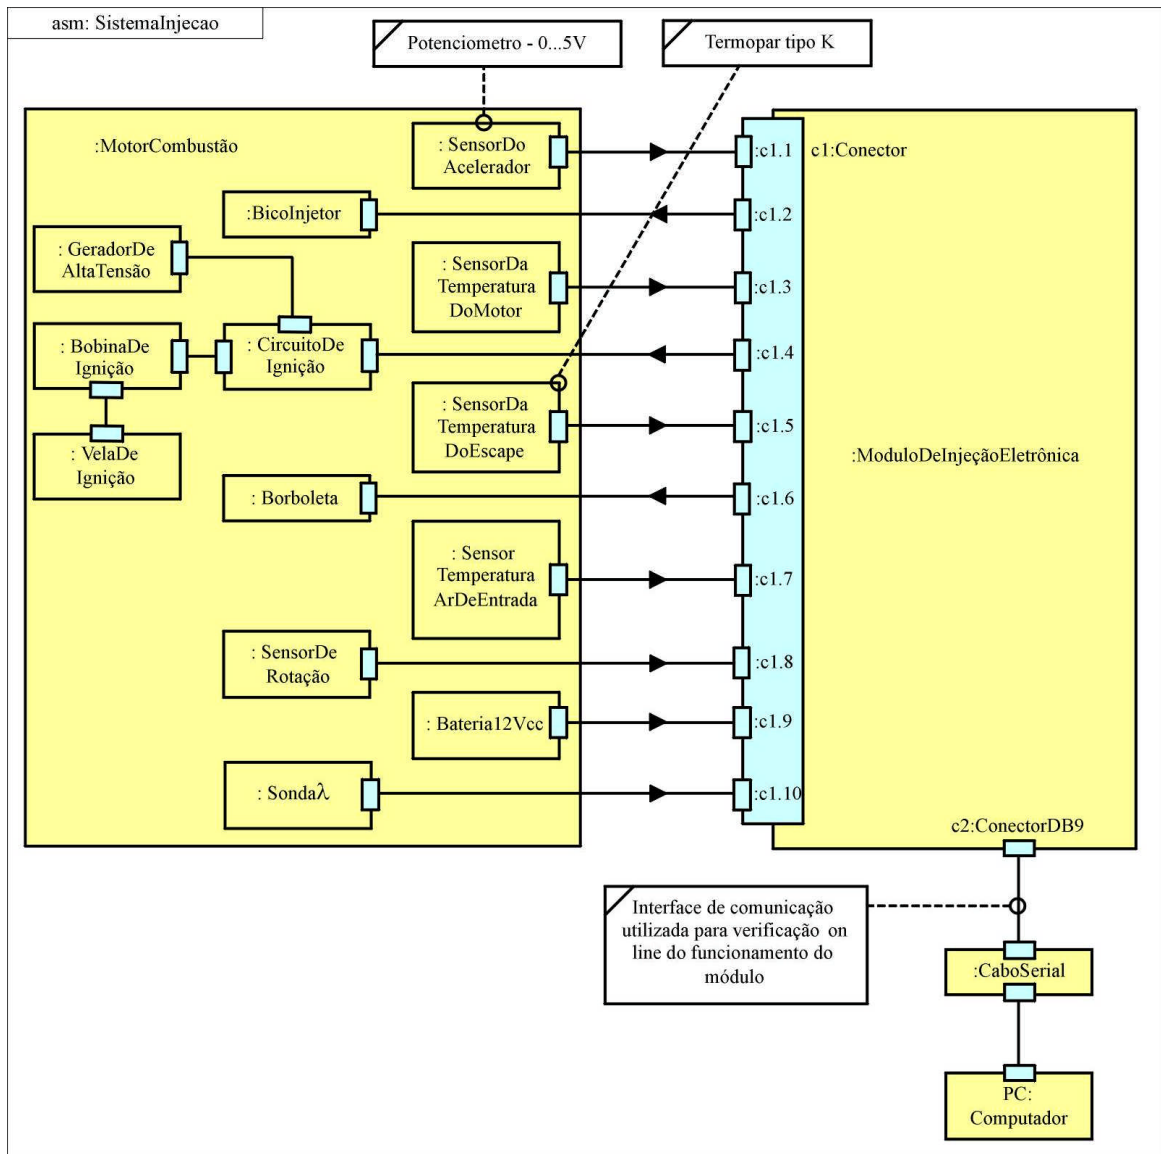 asm: SistemaInjecao
Potenciometro - 0...5V
Termopar tipo K
:MotorCombustão
: SensorDo
Acelerador
:c1.1
c1:Conector
:BicoInjetor
:c1.2
: GeradorDe
AltaTensão
: SensorDa
Temperatura
DoMotor
:c1.3
: BobinaDe
Ignição
: CircuitoDe
Ignição
:c1.4
: SensorDa
Temperatura
DoEscape
:c1.5
:ModuloDeInjeçãoEletrônica
: VelaDe
Ignição
: Borboleta
:c1.6
: Sensor
Temperatura
ArDeEntrada
:c1.7
: SensorDe
Rotação
:c1.8
: Bateria12Vcc
:c1.9
: Sondaλ
:c1.10
c2:ConectorDB9
Interface de comunicação
utilizada para verificação on
line do funcionamento do
módulo
:CaboSerial
PC:
Computador